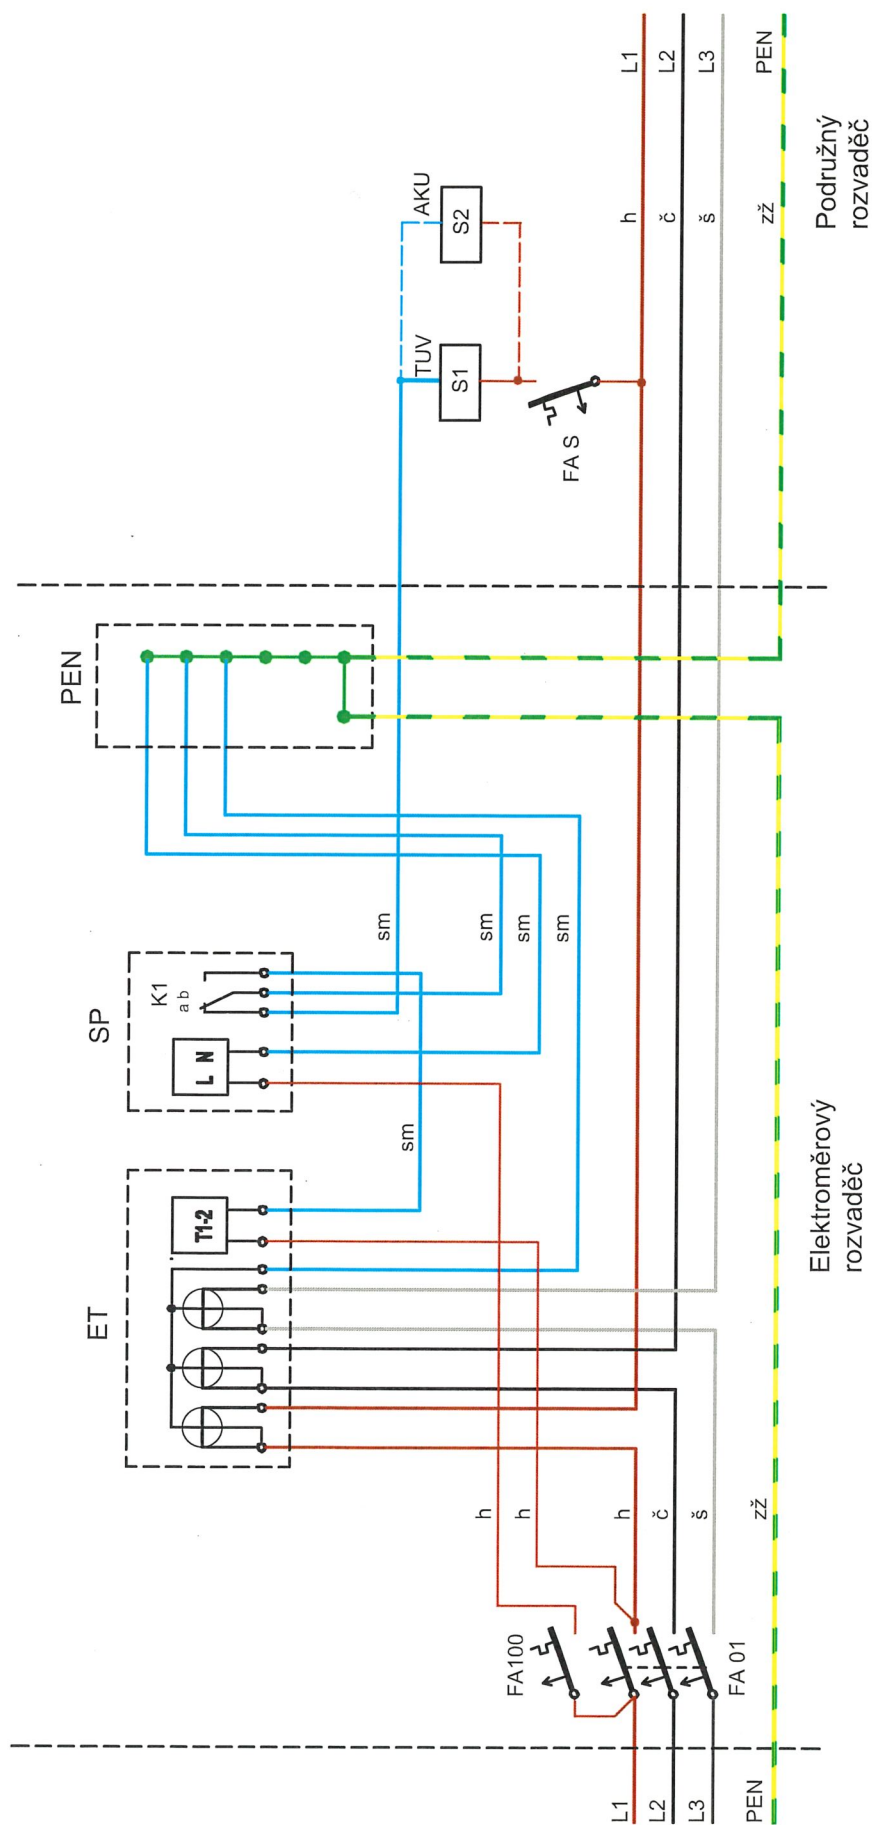 PEN
SP
ET
K1
a b
L N
T1-2
AKU
S2
TUV
S1
FA S
sm
sm
sm
sm
sm
L1
L2
L3
PEN
h
č
š
zž
Podružný
rozvaděč
Elektroměrový
rozvaděč
h
h
h
č
š
zž
FA100
FA 01
L1
L2
L3
PEN